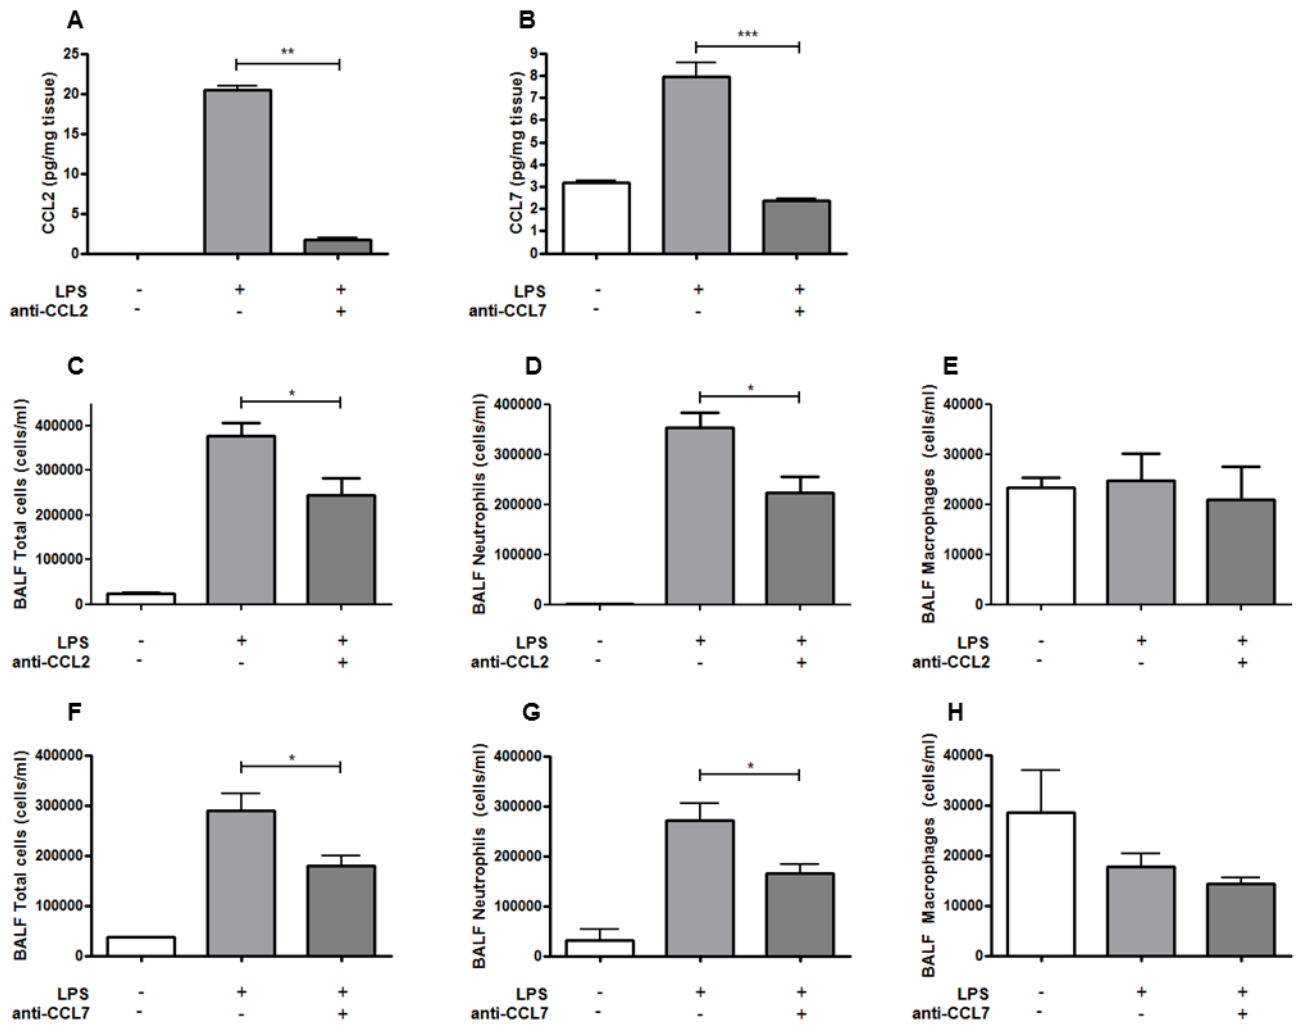 A
CCL2 (pg/mg tissue)
25
20
15
10
5
0
**
LPS - + +
anti-CCL2 - - +
B
CCL7 (pg/mg tissue)
9
8
7
6
5
4
3
2
1
0
***
LPS - + +
anti-CCL7 - - +
C
BALF Total cells (cells/ml)
400000
300000
200000
100000
0
*
LPS - + +
anti-CCL2 - - +
D
BALF Neutrophils (cells/ml)
400000
300000
200000
100000
0
*
LPS - + +
anti-CCL2 - - +
E
BALF Macrophages (cells/ml)
40000
30000
20000
10000
0
LPS - + +
anti-CCL2 - - +
F
BALF Total cells (cells/ml)
400000
300000
200000
100000
0
*
LPS - + +
anti-CCL7 - - +
G
BALF Neutrophils (cells/ml)
400000
300000
200000
100000
0
*
LPS - + +
anti-CCL7 - - +
H
BALF Macrophages (cells/ml)
40000
30000
20000
10000
0
LPS - + +
anti-CCL7 - - +